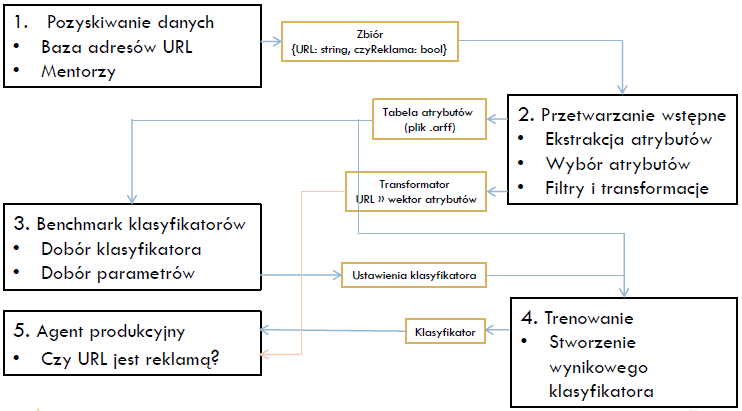 1. Pozyskiwanie danych
• Baza adresów URL
• Mentorzy
Zbiór
{URL: string, czyReklama: bool}
2. Przetwarzanie wstępne
• Ekstrakcja atrybutów
• Wybór atrybutów
• Filtry i transformacje
Tabela atrybutów
(plik .arff)
Transformator
URL » wektor atrybutów
3. Benchmark klasyfikatorów
• Dobór klasyfikatora
• Dobór parametrów
Ustawienia klasyfikatora
4. Trenowanie
• Stworzenie
wynikowego
klasyfikatora
Klasyfikator
5. Agent produkcyjny
• Czy URL jest reklamą?